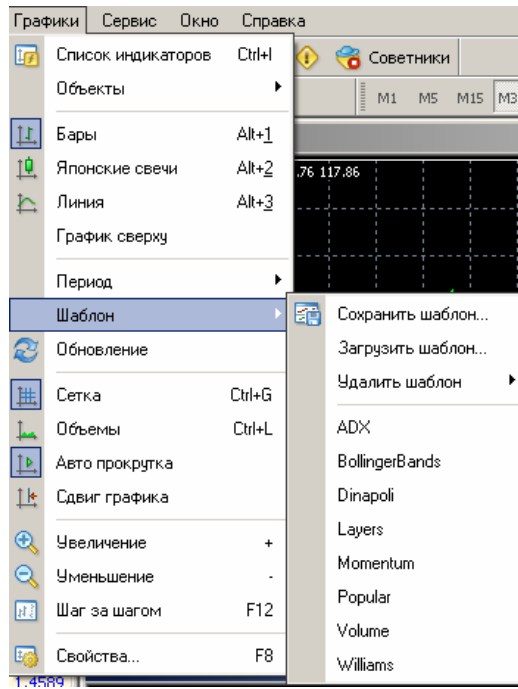 Графики Сервис Окно Справка
Список индикаторов Ctrl+I
Советники
Объекты
M1 M5 M15 M3
Бары Alt+1
Японские свечи Alt+2
.76 117.86
Линия Alt+3
График сверху
Период
Шаблон
Сохранить шаблон...
Обновление
Загрузить шаблон...
Удалить шаблон
Сетка Ctrl+G
Объемы Ctrl+L
ADX
Авто прокрутка
BollingerBands
Сдвиг графика
Dinapoli
Layers
Увеличение +
Momentum
Уменьшение -
Popular
Шаг за шагом F12
Volume
Свойства... F8
Williams
1.4589